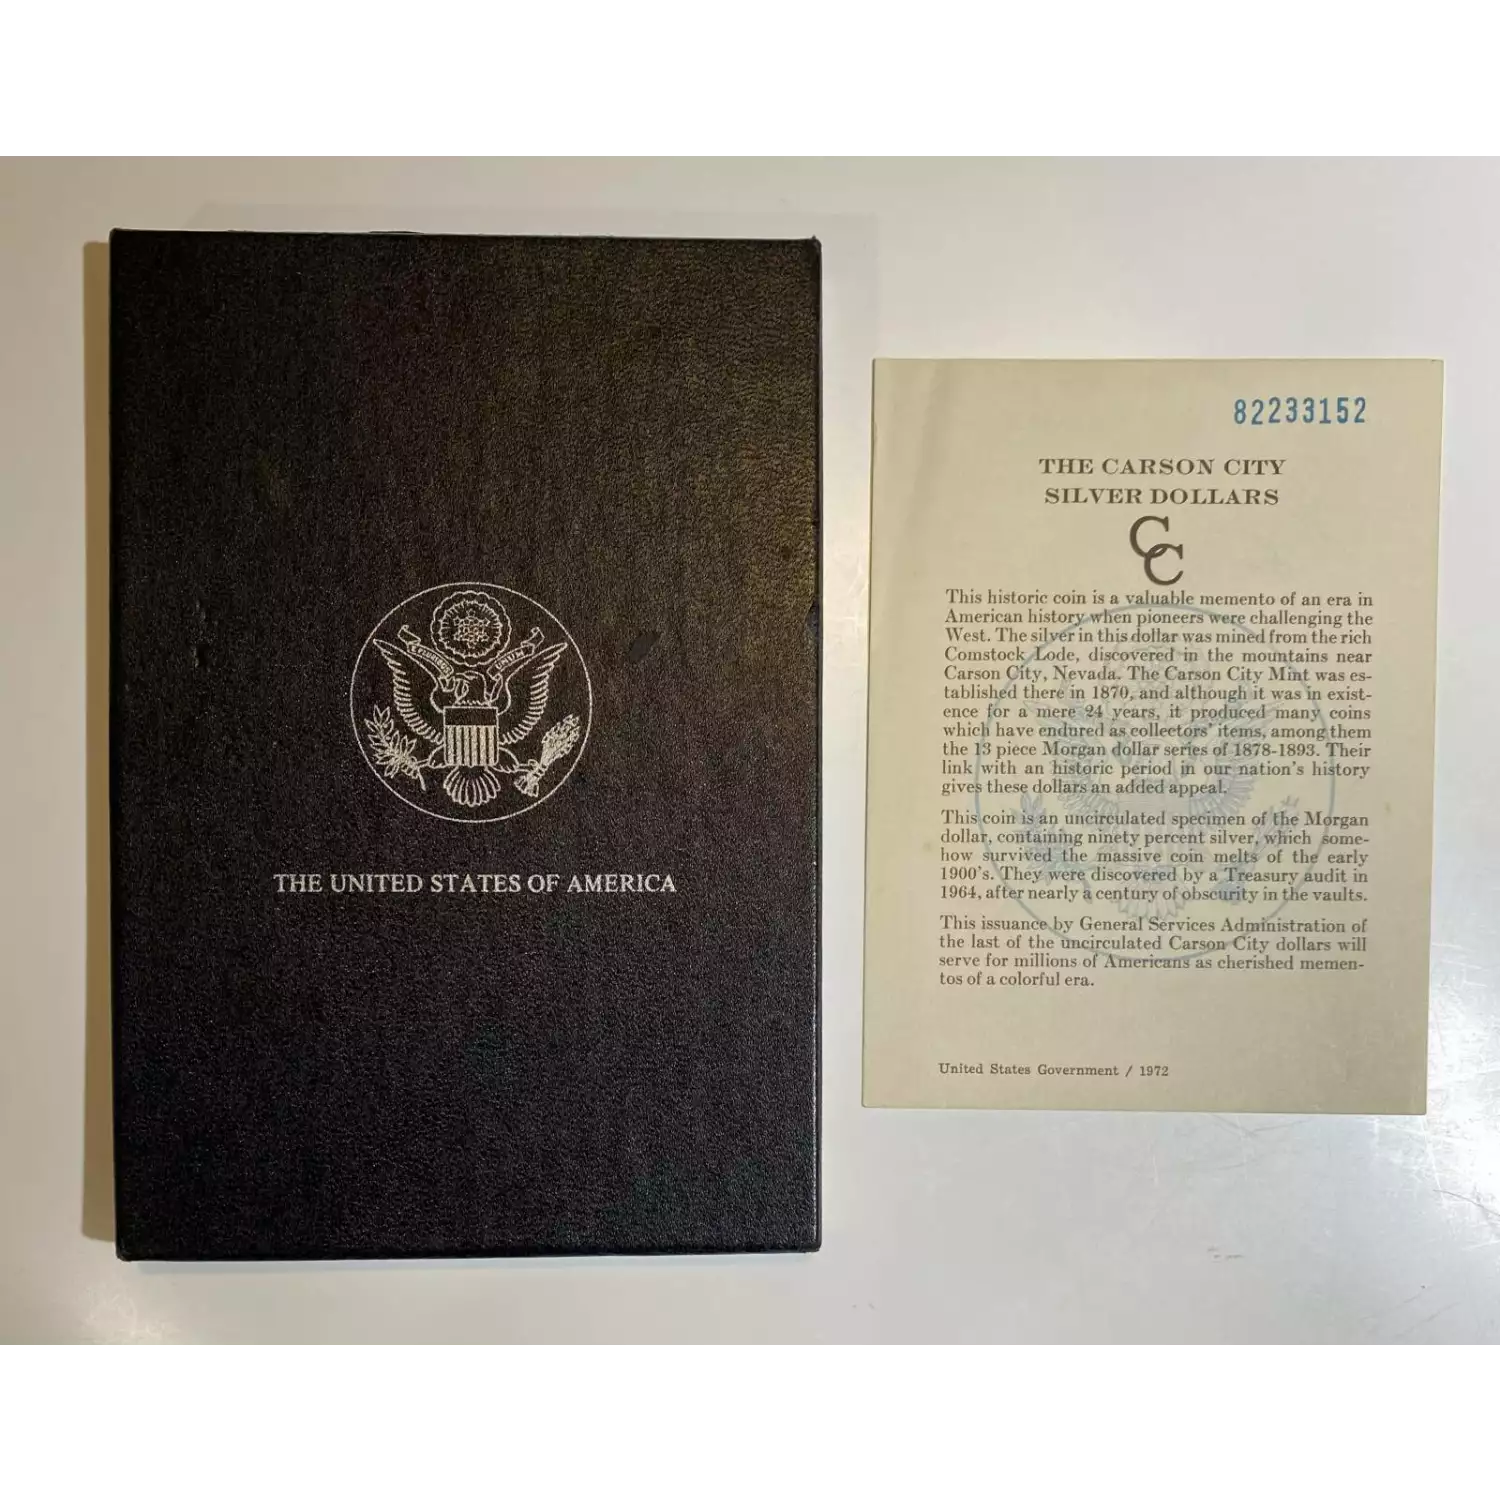 E PLURIBUS UNUM
THE UNITED STATES OF AMERICA
82233152
THE CARSON CITY
SILVER DOLLARS
CC
This historic coin is a valuable memento of an era in
American history when pioneers were challenging the
West. The silver in this dollar was mined from the rich
Comstock Lode, discovered in the mountains near
Carson City, Nevada. The Carson City Mint was es-
tablished there in 1870, and although it was in exist-
ence for a mere 24 years, it produced many coins
which have endured as collectors' items, among them
the 13 piece Morgan dollar series of 1878-1893. Their
link with an historic period in our nation's history
gives these dollars an added appeal.
This coin is an uncirculated specimen of the Morgan
dollar, containing ninety percent silver, which some-
how survived the massive coin melts of the early
1900's. They were discovered by a Treasury audit in
1964, after nearly a century of obscurity in the vaults.
This issuance by General Services Administration of
the last of the uncirculated Carson City dollars will
serve for millions of Americans as cherished memen-
tos of a colorful era.
United States Government / 1972